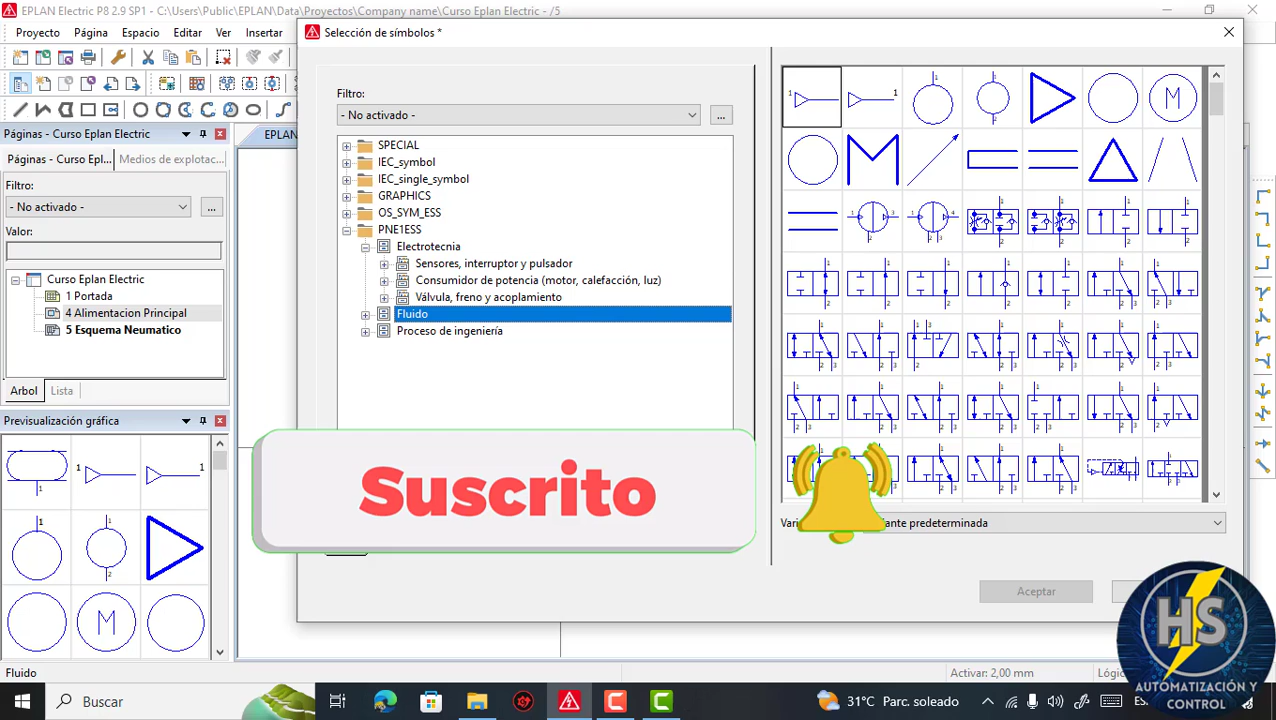 EPLAN Electric P8 2.9 SP1 - C:\Users\Public\EPLAN\Data\Proyectos\Company name\Curso Eplan Electric - /5
Proyecto Página Espacio Editar Ver Insertar
Selección de símbolos *
Páginas - Curso Eplan Electric
EPLAN
Páginas - Curso Epl...
Medios de explotac...
Filtro:
- No activado -
...
Valor:
Curso Eplan Electric
1 Portada
4 Alimentacion Principal
5 Esquema Neumatico
Arbol
Lista
Previsualización gráfica
Filtro:
- No activado -
...
SPECIAL
IEC_symbol
IEC_single_symbol
GRAPHICS
OS_SYM_ESS
PNE1ESS
Electrotecnia
Sensores, interruptor y pulsador
Consumidor de potencia (motor, calefacción, luz)
Válvula, freno y acoplamiento
Fluido
Proceso de ingeniería
Suscrito
Aceptar
Fluido
Activar: 2,00 mm
HS
AUTOMATIZACIÓN Y
CONTROL
Buscar
31°C Parc. soleado